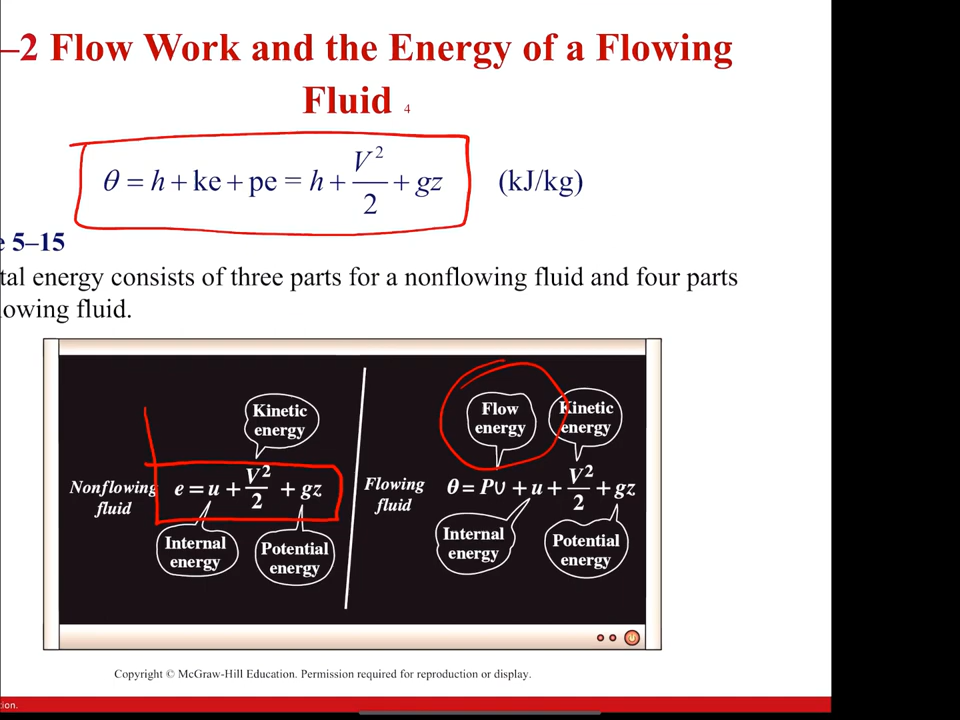 –2 Flow Work and the Energy of a Flowing
Fluid 4
θ = h + ke + pe = h + V²/2 + gz (kJ/kg)
e 5–15
tal energy consists of three parts for a nonflowing fluid and four parts
lowing fluid.
Kinetic
energy
Nonflowing
fluid
e = u + V²/2 + gz
Internal
energy
Potential
energy
Flow
energy
Kinetic
energy
Flowing
fluid
θ = Pυ + u + V²/2 + gz
Internal
energy
Potential
energy
Copyright © McGraw-Hill Education. Permission required for reproduction or display.
tion.